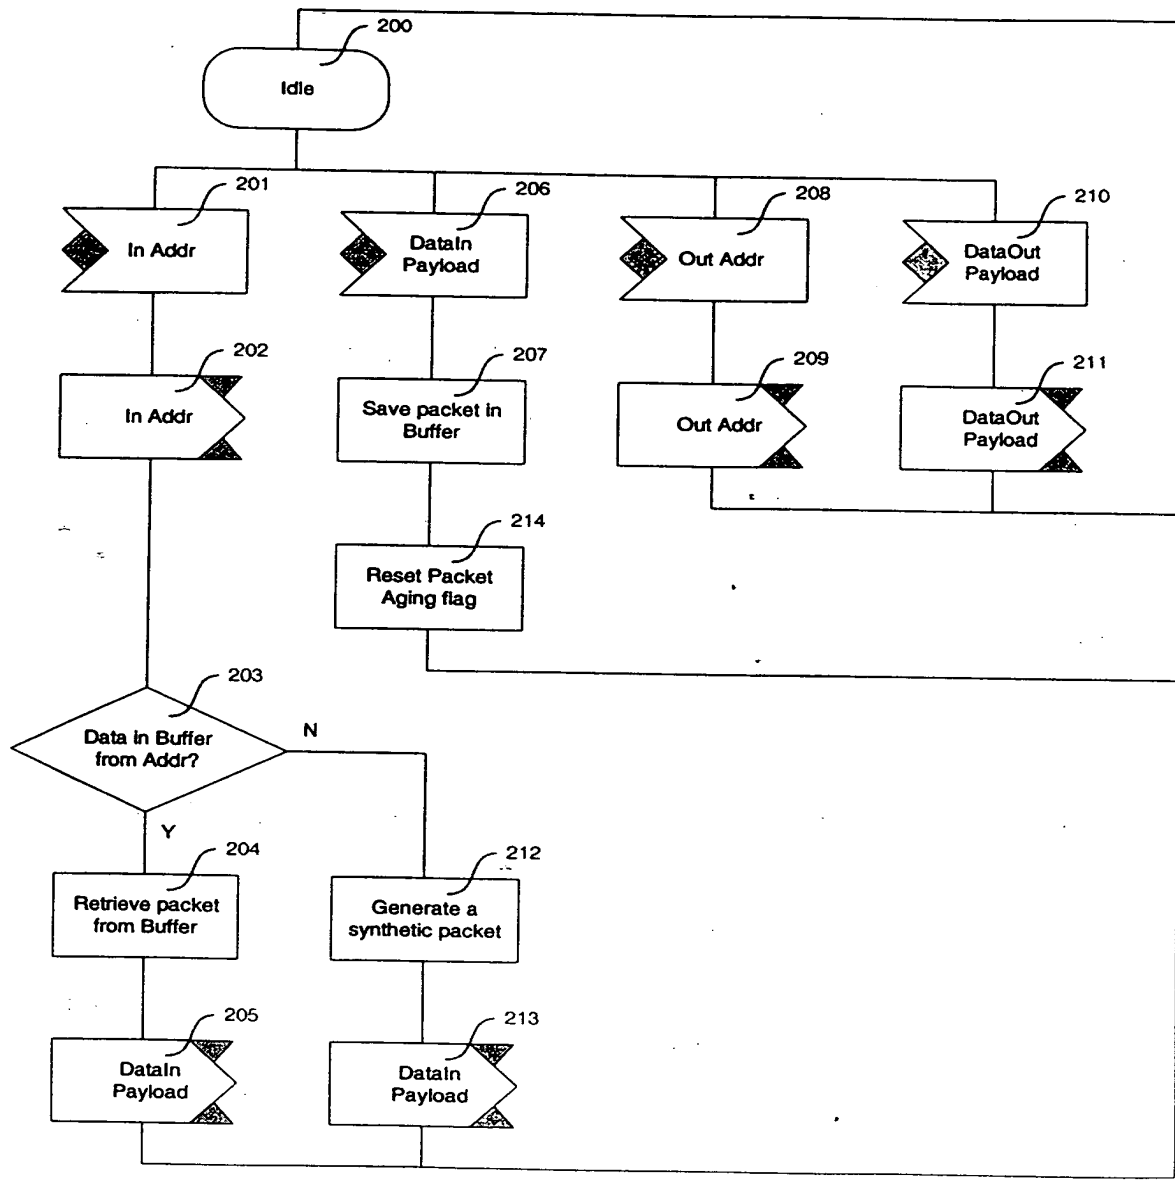 200
Idle
201
In Addr
206
DataIn
Payload
208
Out Addr
210
DataOut
Payload
202
In Addr
207
Save packet in
Buffer
209
Out Addr
211
DataOut
Payload
214
Reset Packet
Aging flag
203
Data in Buffer
from Addr?
N
Y
204
Retrieve packet
from Buffer
212
Generate a
synthetic packet
205
DataIn
Payload
213
DataIn
Payload